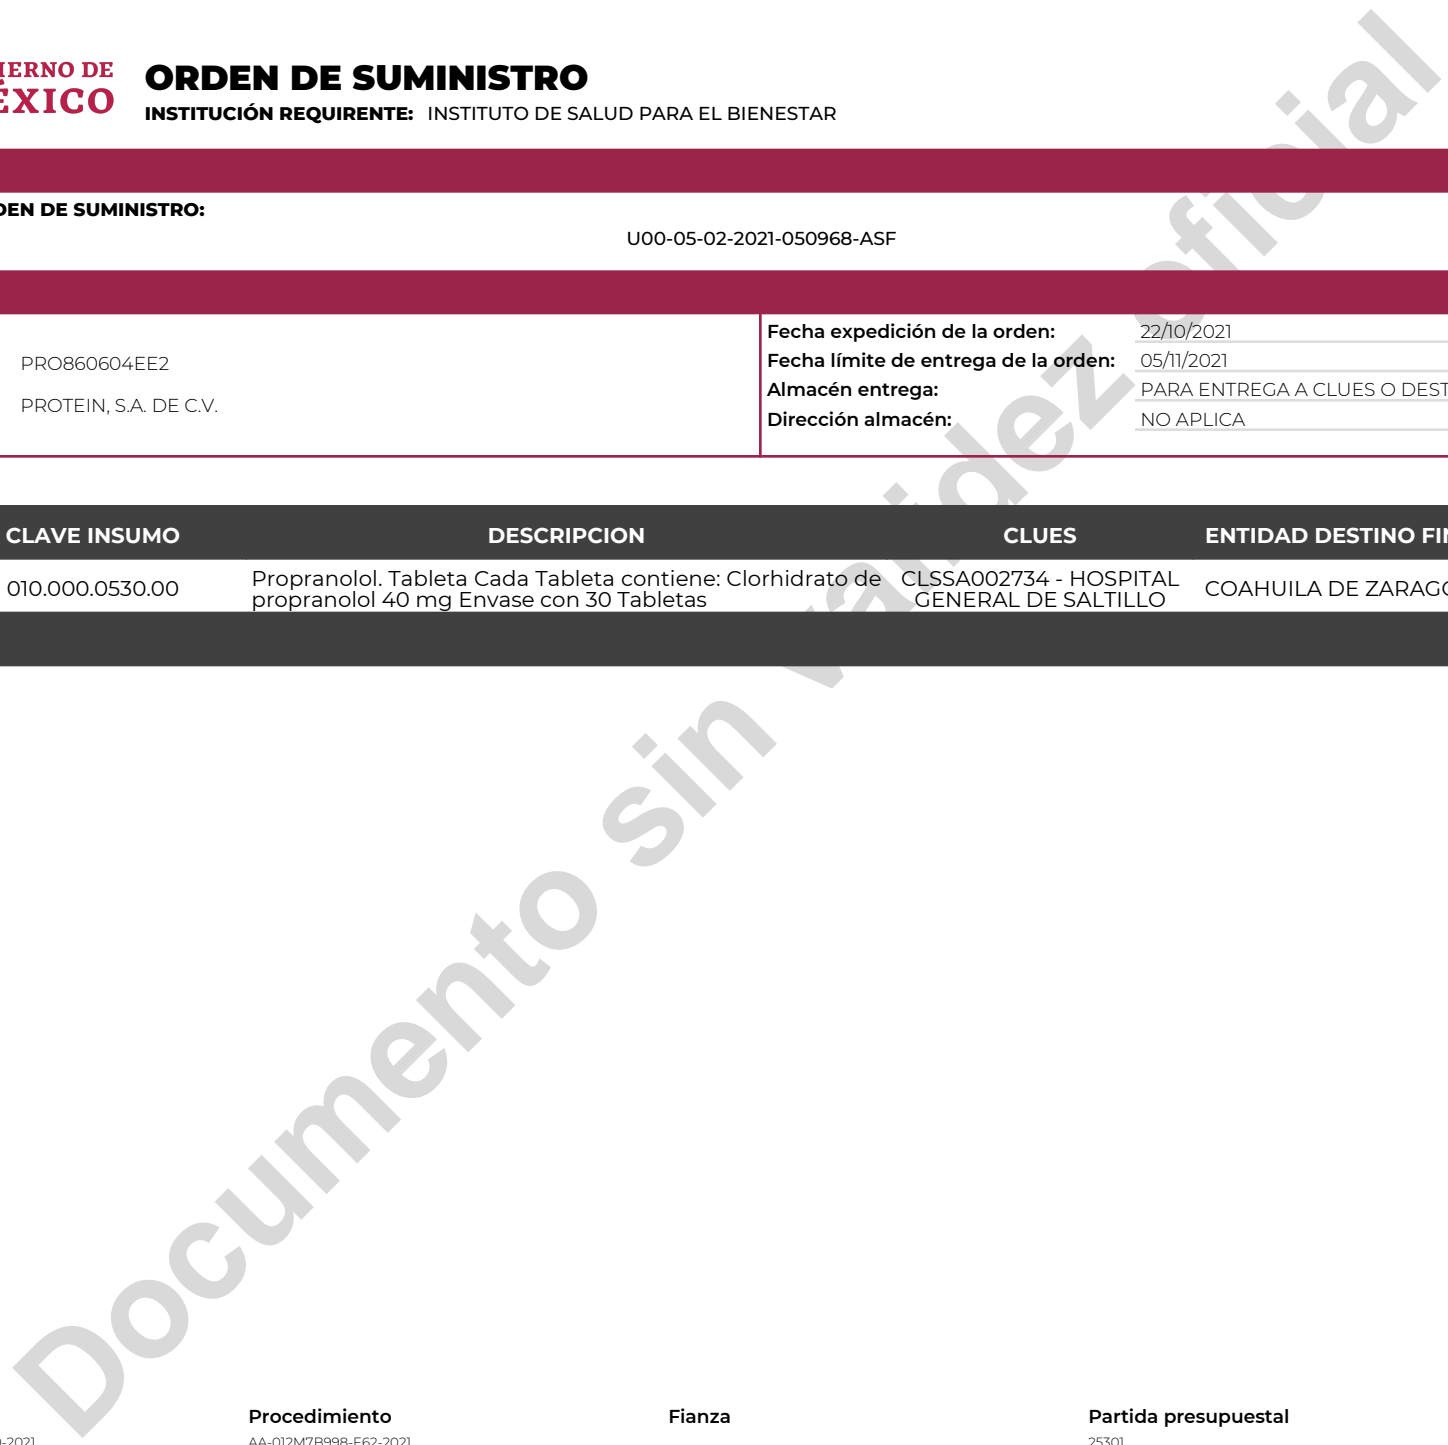 IERNO DE
ÉXICO
ORDEN DE SUMINISTRO
INSTITUCIÓN REQUIRENTE: INSTITUTO DE SALUD PARA EL BIENESTAR
DEN DE SUMINISTRO:
U00-05-02-2021-050968-ASF
PRO860604EE2
PROTEIN, S.A. DE C.V.
Fecha expedición de la orden: 22/10/2021
Fecha límite de entrega de la orden: 05/11/2021
Almacén entrega: PARA ENTREGA A CLUES O DEST
Dirección almacén: NO APLICA
CLAVE INSUMO DESCRIPCION CLUES ENTIDAD DESTINO FIN
010.000.0530.00
Propranolol. Tableta Cada Tableta contiene: Clorhidrato de
propranolol 40 mg Envase con 30 Tabletas
CLSSA002734 - HOSPITAL
GENERAL DE SALTILLO
COAHUILA DE ZARAGO
Documento sin validez oficial
Procedimiento Fianza Partida presupuestal
-2021 AA-012M7B998-E62-2021 25301